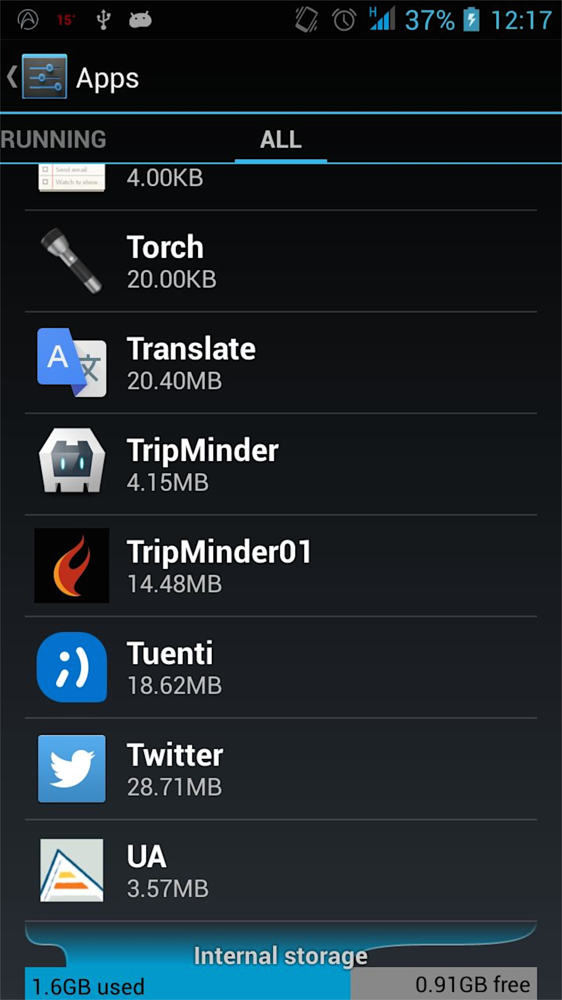 15°
H
37%
12:17
Apps
RUNNING
ALL
Send email
Watch tv show
4.00KB
Torch
20.00KB
A
文
Translate
20.40MB
TripMinder
4.15MB
TripMinder01
14.48MB
Tuenti
18.62MB
Twitter
28.71MB
UA
3.57MB
Internal storage
1.6GB used
0.91GB free